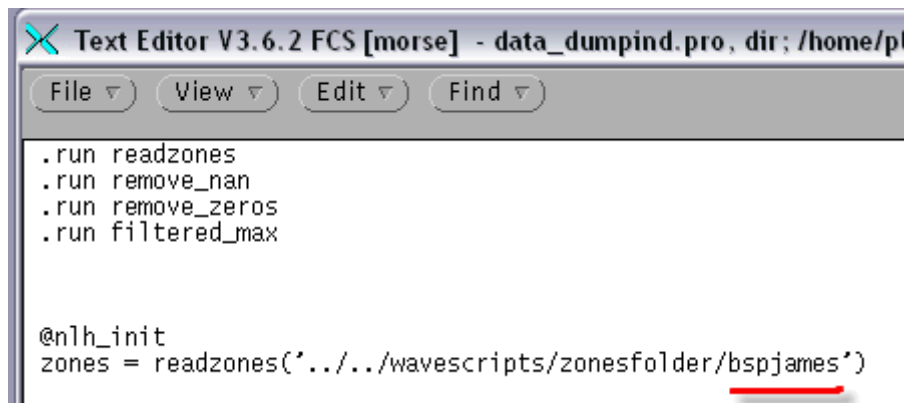 Text Editor V3.6.2 FCS [morse] - data_dumpind.pro, dir; /home/p
File View Edit Find
.run readzones
.run remove_nan
.run remove_zeros
.run filtered_max
@nlh_init
zones = readzones('../../wavescripts/zonesfolder/bspjames')